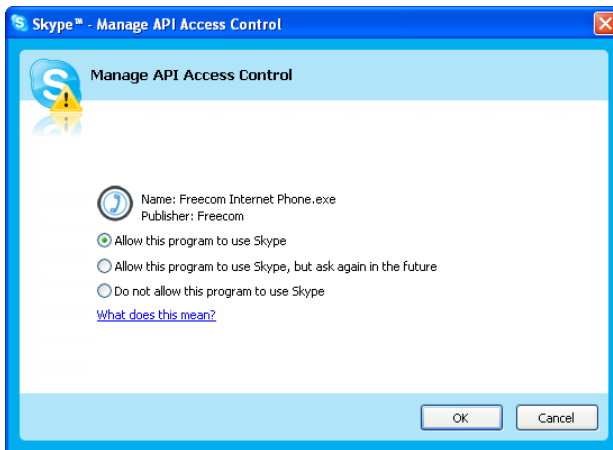 Skype™ - Manage API Access Control
Manage API Access Control
Name: Freecom Internet Phone.exe
Publisher: Freecom
Allow this program to use Skype
Allow this program to use Skype, but ask again in the future
Do not allow this program to use Skype
What does this mean?
OK Cancel